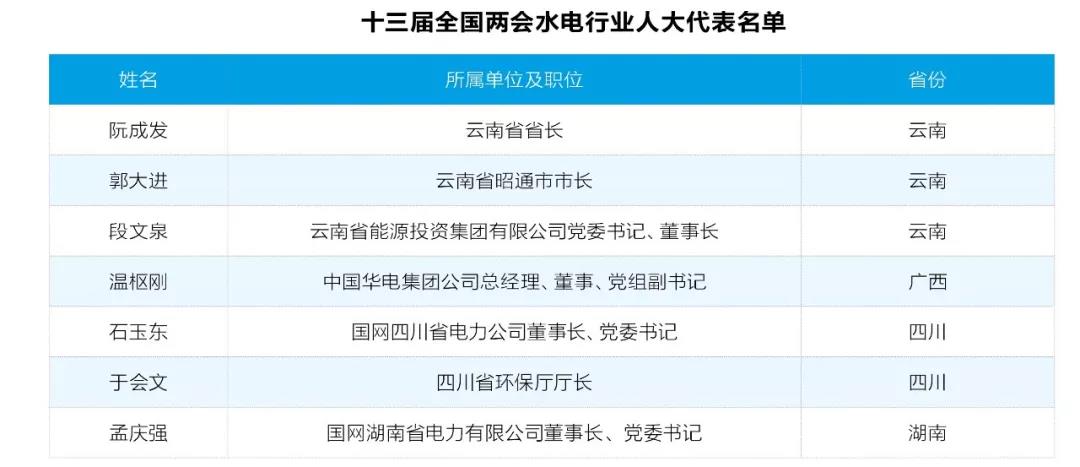 十三届全国两会水电行业人大代表名单
姓名 所属单位及职位 省份
阮成发 云南省省长 云南
郭大进 云南省昭通市市长 云南
段文泉 云南省能源投资集团有限公司党委书记、董事长 云南
温枢刚 中国华电集团公司总经理、董事、党组副书记 广西
石玉东 国网四川省电力公司董事长、党委书记 四川
于会文 四川省环保厅厅长 四川
孟庆强 国网湖南省电力有限公司董事长、党委书记 湖南